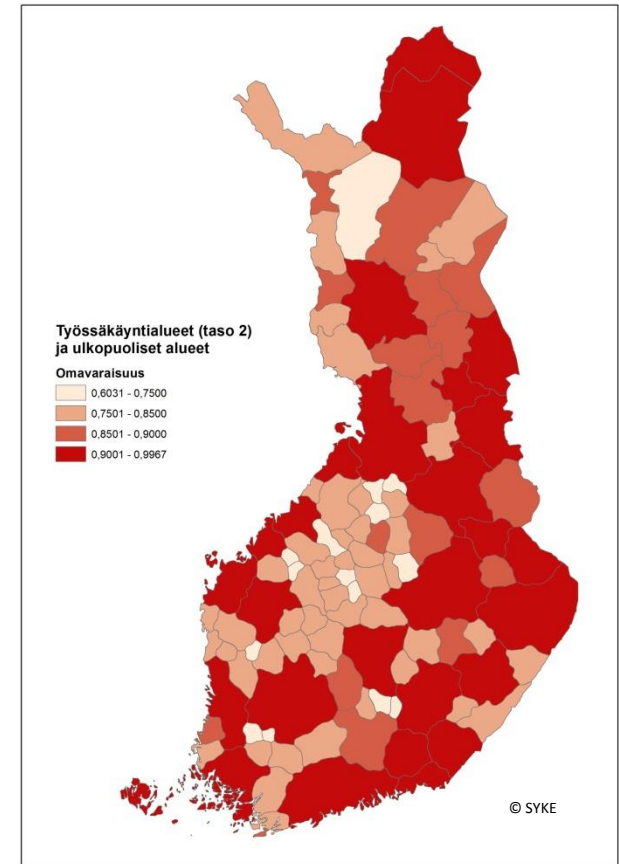 Työssäkäyntialueet (taso 2)
ja ulkopuoliset alueet
Omavaraisuus
0,6031 - 0,7500
0,7501 - 0,8500
0,8501 - 0,9000
0,9001 - 0,9967
© SYKE